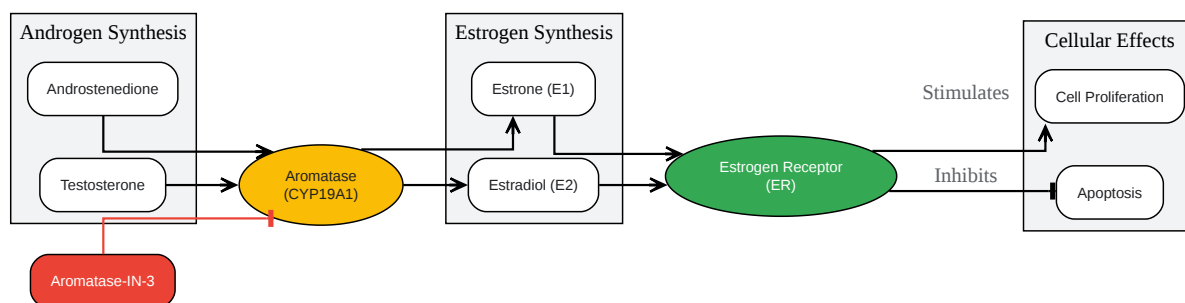 Androgen Synthesis
Androstenedione
Testosterone
Aromatase-IN-3
Aromatase
(CYP19A1)
Estrogen Synthesis
Estrone (E1)
Estradiol (E2)
Estrogen Receptor
(ER)
Stimulates
Inhibits
Cellular Effects
Cell Proliferation
Apoptosis